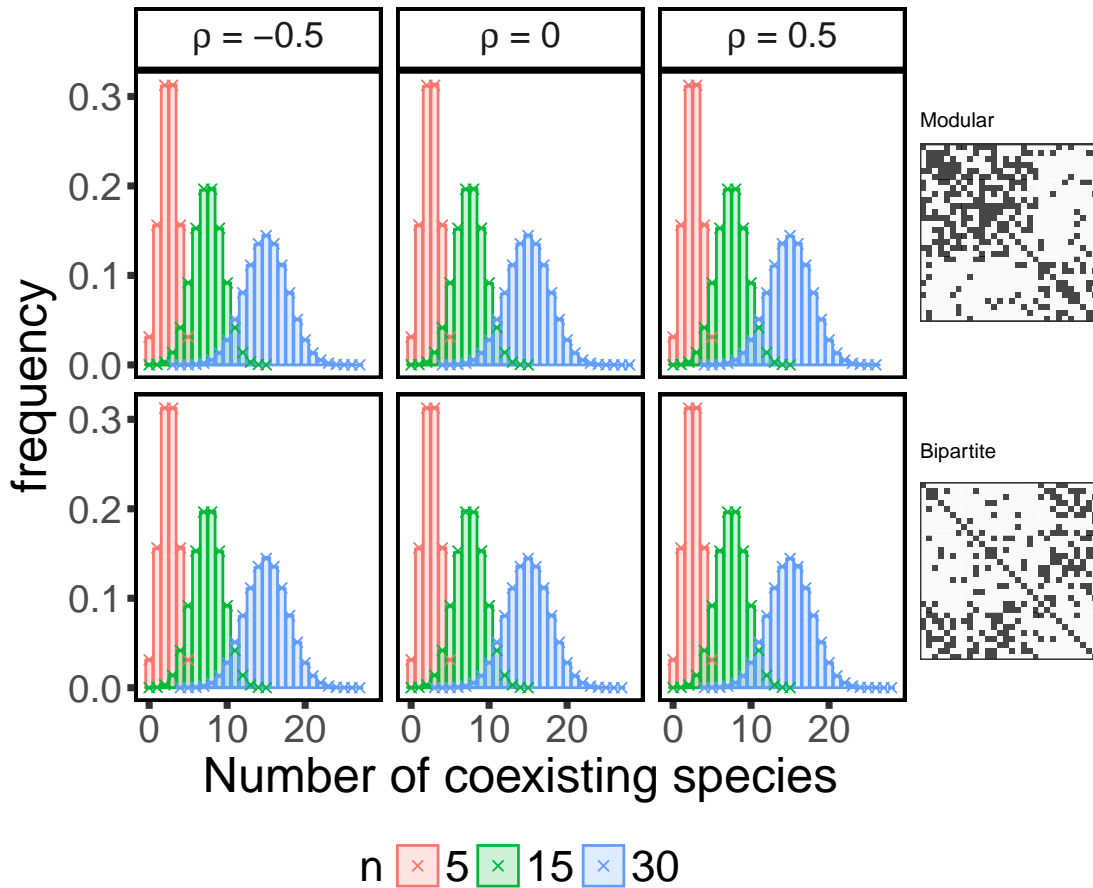 ρ = −0.5
ρ = 0
ρ = 0.5
0.3
0.2
0.1
0.0
Modular
0.3
0.2
0.1
0.0
Bipartite
frequency
0 10 20
0 10 20
0 10 20
Number of coexisting species
n 5 15 30